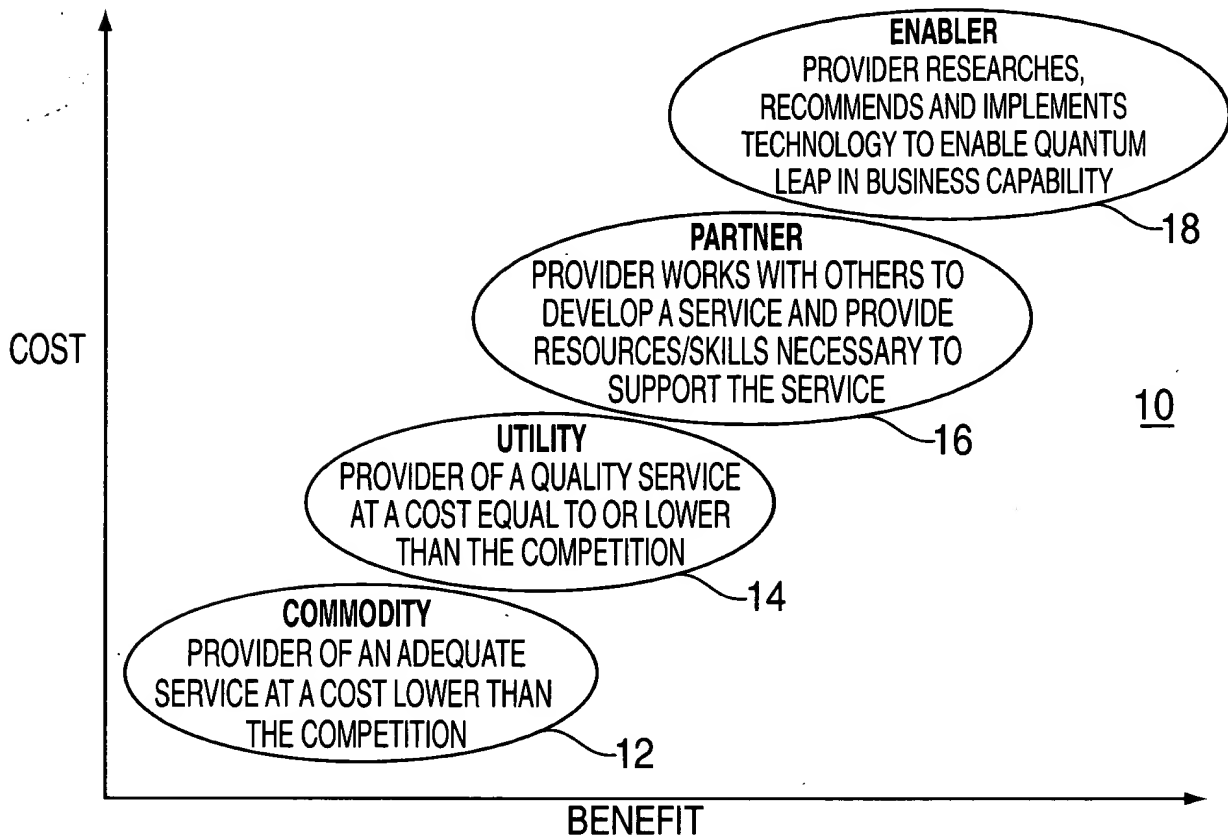 ENABLER
PROVIDER RESEARCHES,
RECOMMENDS AND IMPLEMENTS
TECHNOLOGY TO ENABLE QUANTUM
LEAP IN BUSINESS CAPABILITY
18
PARTNER
PROVIDER WORKS WITH OTHERS TO
DEVELOP A SERVICE AND PROVIDE
RESOURCES/SKILLS NECESSARY TO
SUPPORT THE SERVICE
16
COST
10
UTILITY
PROVIDER OF A QUALITY SERVICE
AT A COST EQUAL TO OR LOWER
THAN THE COMPETITION
14
COMMODITY
PROVIDER OF AN ADEQUATE
SERVICE AT A COST LOWER THAN
THE COMPETITION
12
BENEFIT